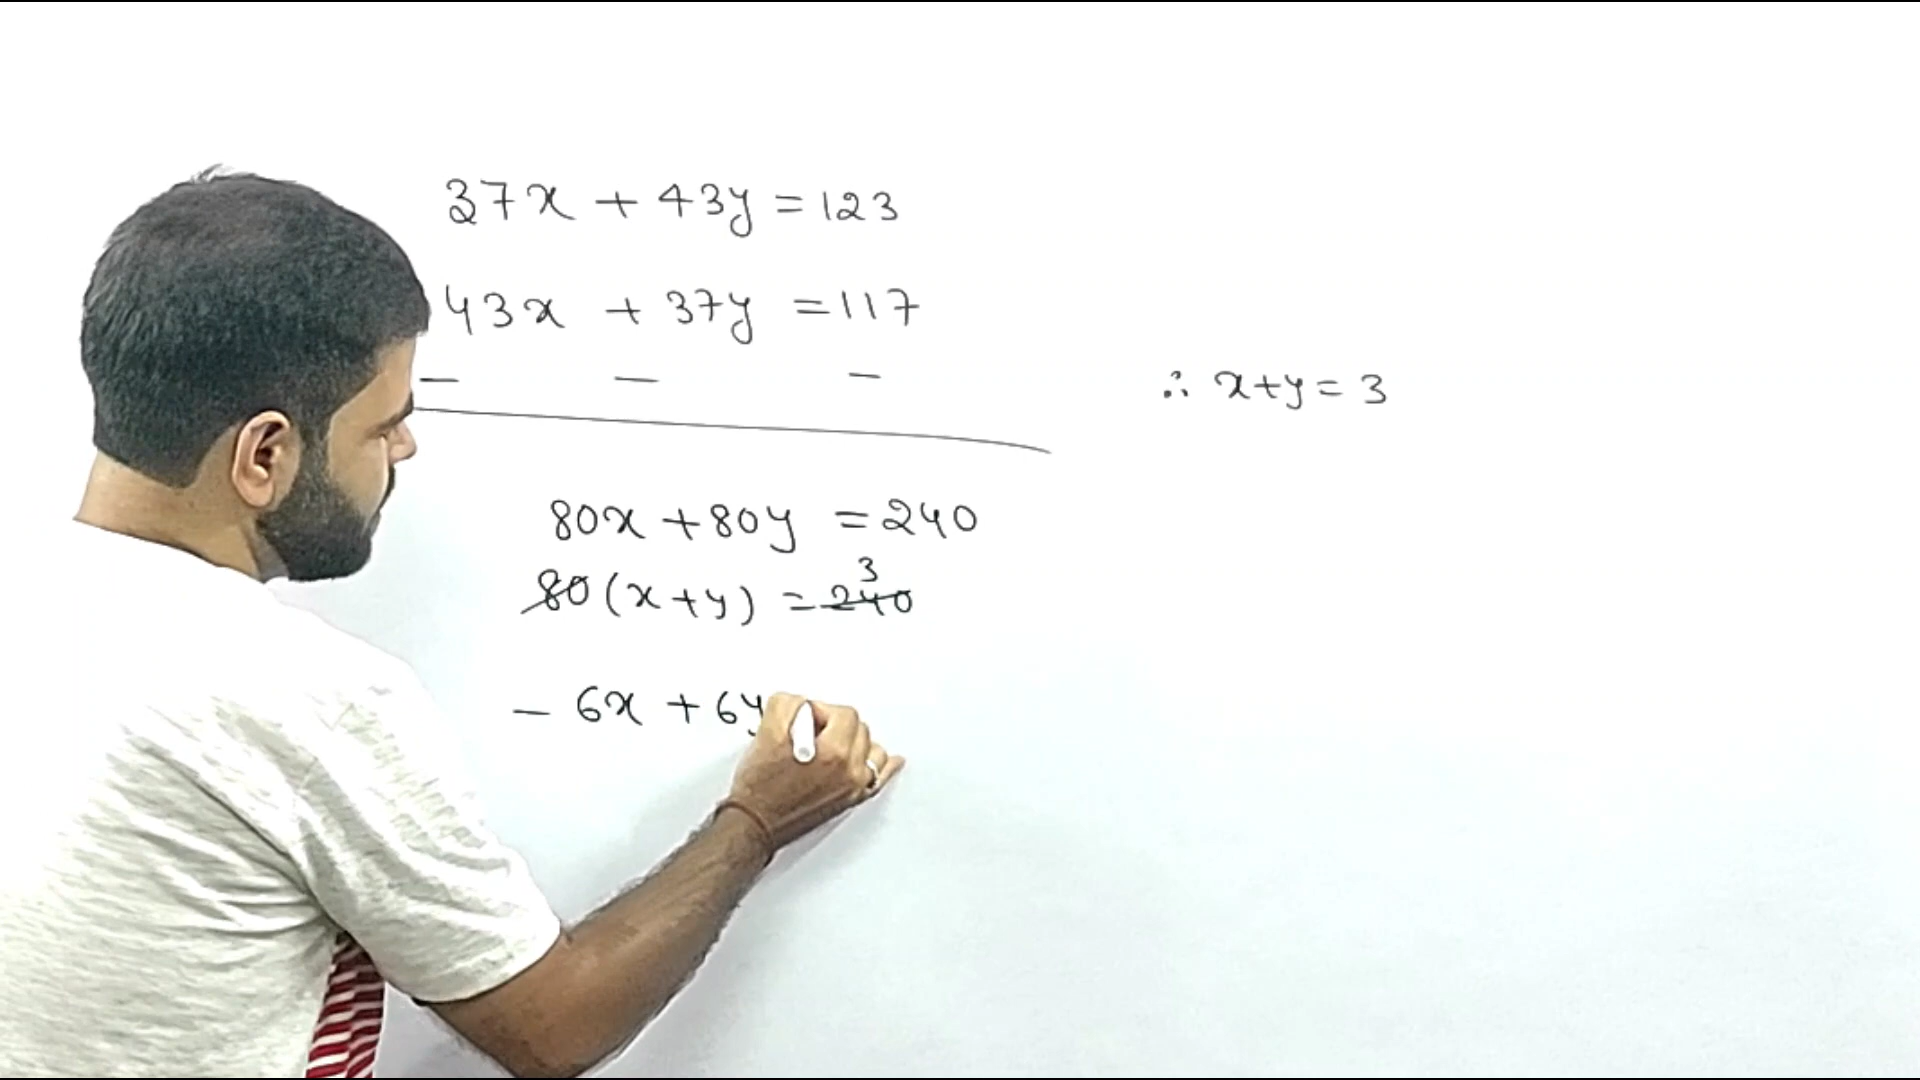 37x + 43y = 123
43x + 37y = 117
— — —
∴ x+y = 3
80x + 80y = 240
80 (x + y) = 240
3
— 6x + 6y